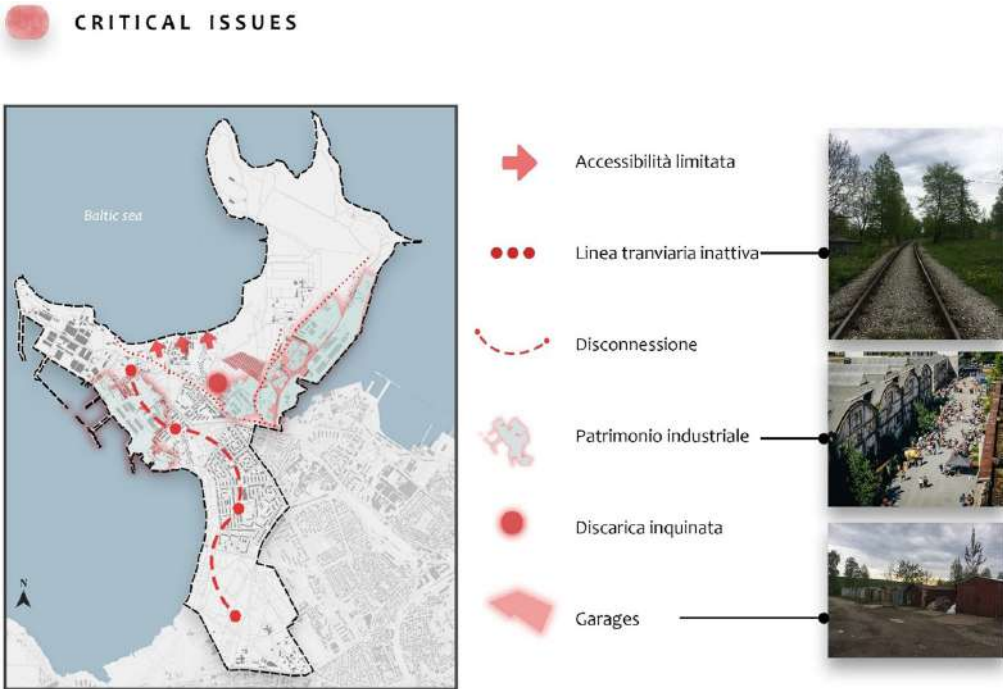 CRITICAL ISSUES
Baltic sea
N
Accessibilità limitata
Linea tranviaria inattiva
Disconnessione
Patrimonio industriale
Discarica inquinata
Garages